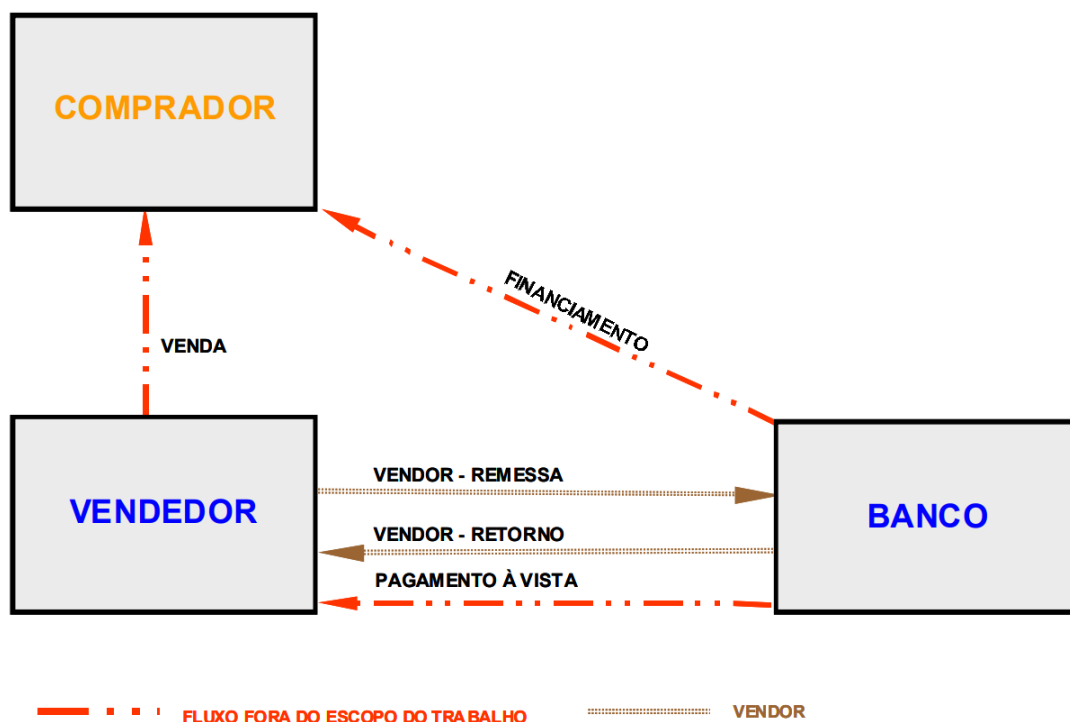 COMPRADOR
FINANCIAMENTO
VENDA
VENDOR - REMESSA
VENDEDOR
BANCO
VENDOR - RETORNO
PAGAMENTO À VISTA
FLUXO FORA DO ESCOPO DO TRABALHO
VENDOR